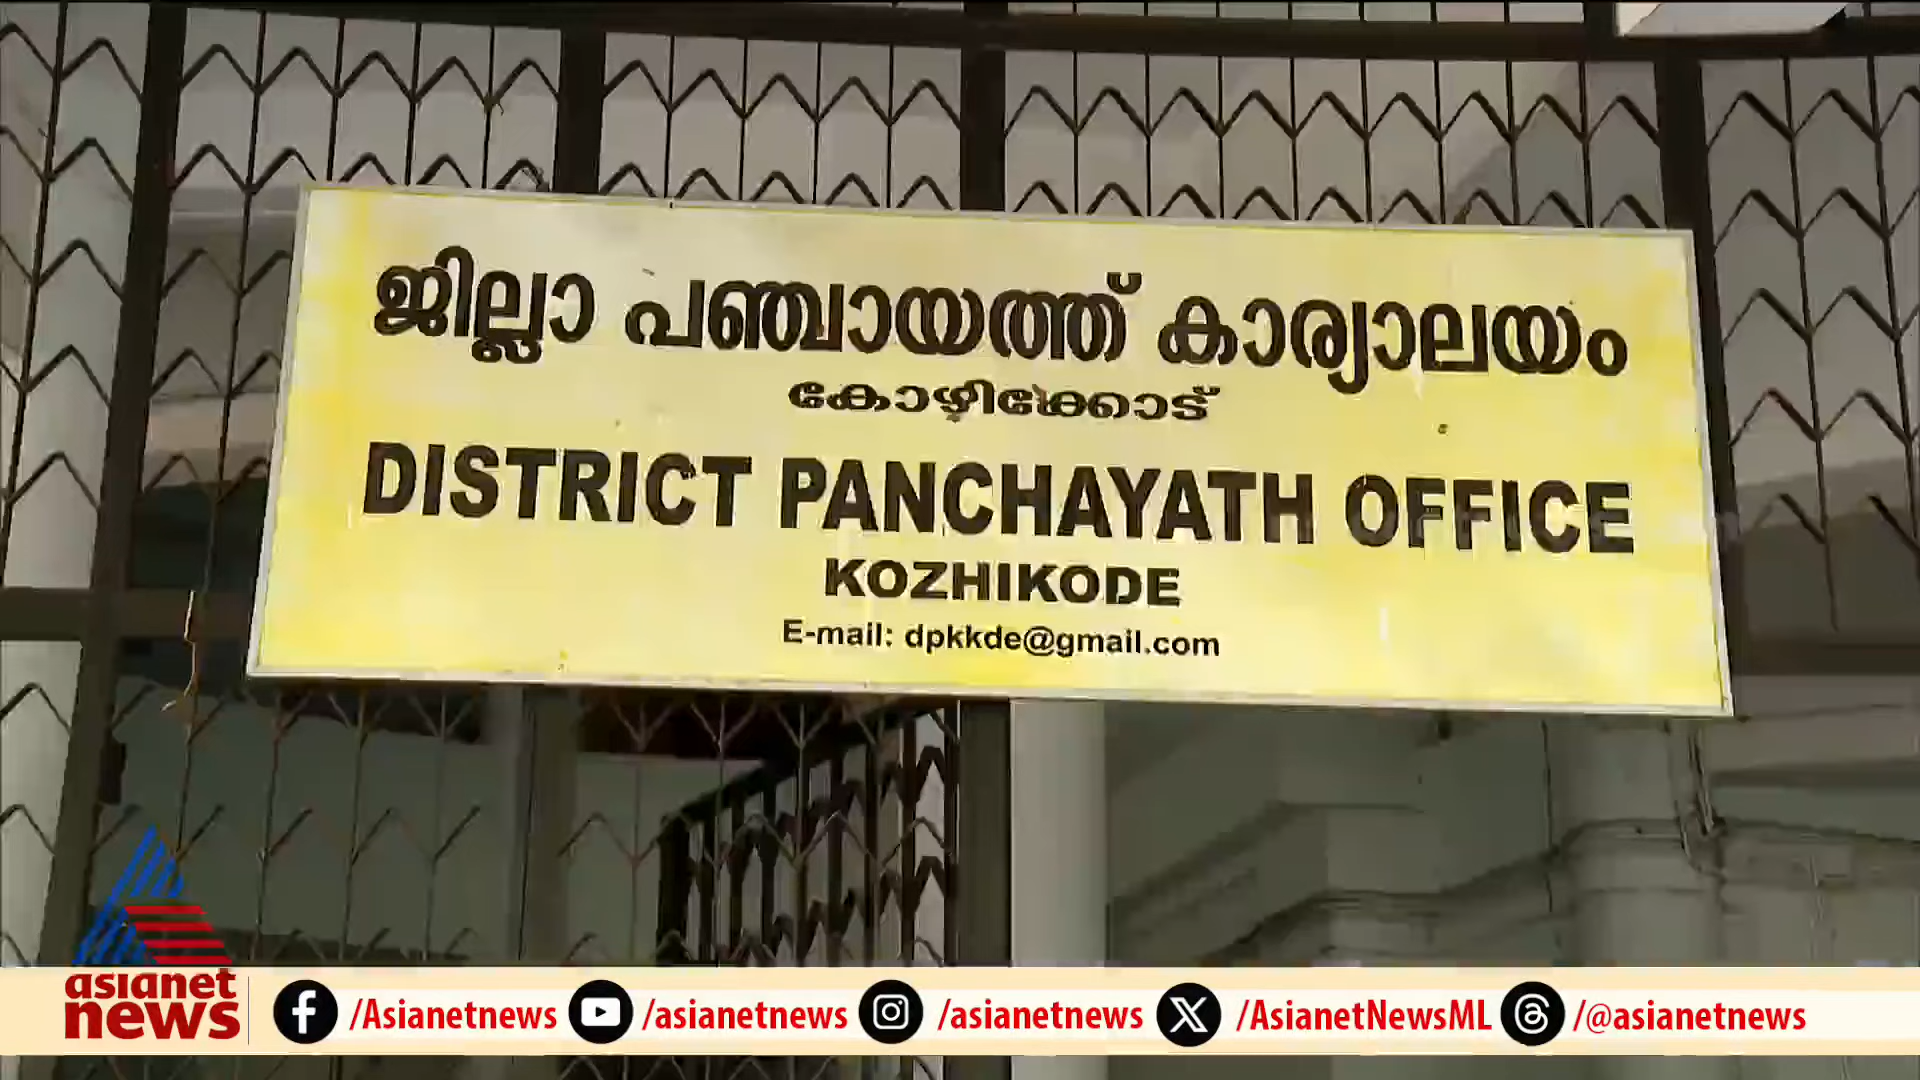 ജില്ലാ പഞ്ചായത്ത് കാര്യാലയം
കോഴിക്കോട്
DISTRICT PANCHAYATH OFFICE
KOZHIKODE
E-mail: dpkkde@gmail.com
asianet
news
/Asianetnews /asianetnews /asianetnews /AsianetNewsML /@asianetnews